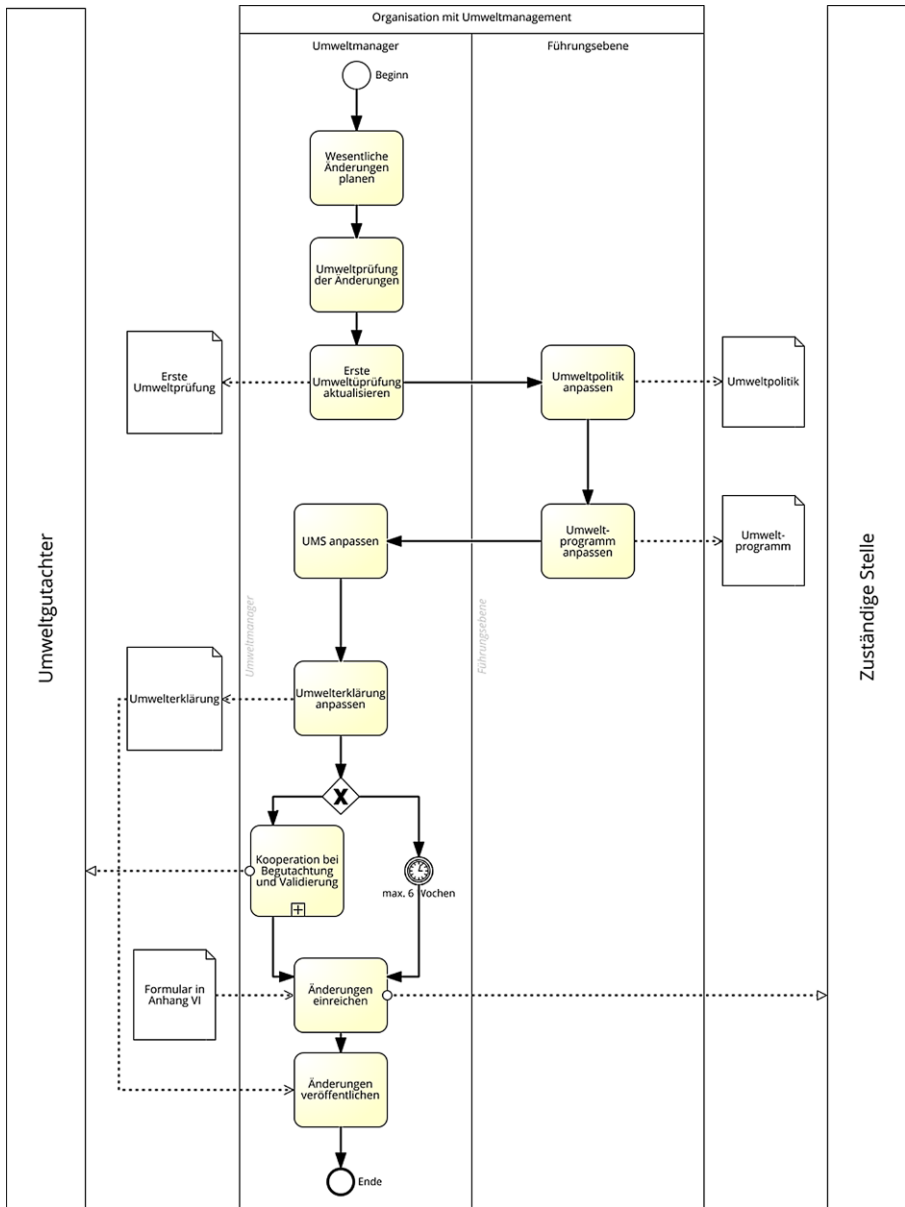 Organisation mit Umweltmanagement
Umweltmanager
Führungsebene
Beginn
Wesentliche
Änderungen
planen
Umweltprüfung
der Änderungen
Erste
Umweltprüfung
Erste
Umweltüprüfung
aktualisieren
Umweltpolitik
anpassen
Umweltpolitik
UMS anpassen
Umwelt-
programm
anpassen
Umwelt-
programm
Umweltgutachter
Umweltmanager
Führungsebene
Zuständige Stelle
Umwelterklärung
Umwelterklärung
anpassen
X
Kooperation bei
Begutachtung
und Validierung
max. 6 Wochen
Formular in
Anhang VI
Änderungen
einreichen
Änderungen
veröffentlichen
Ende